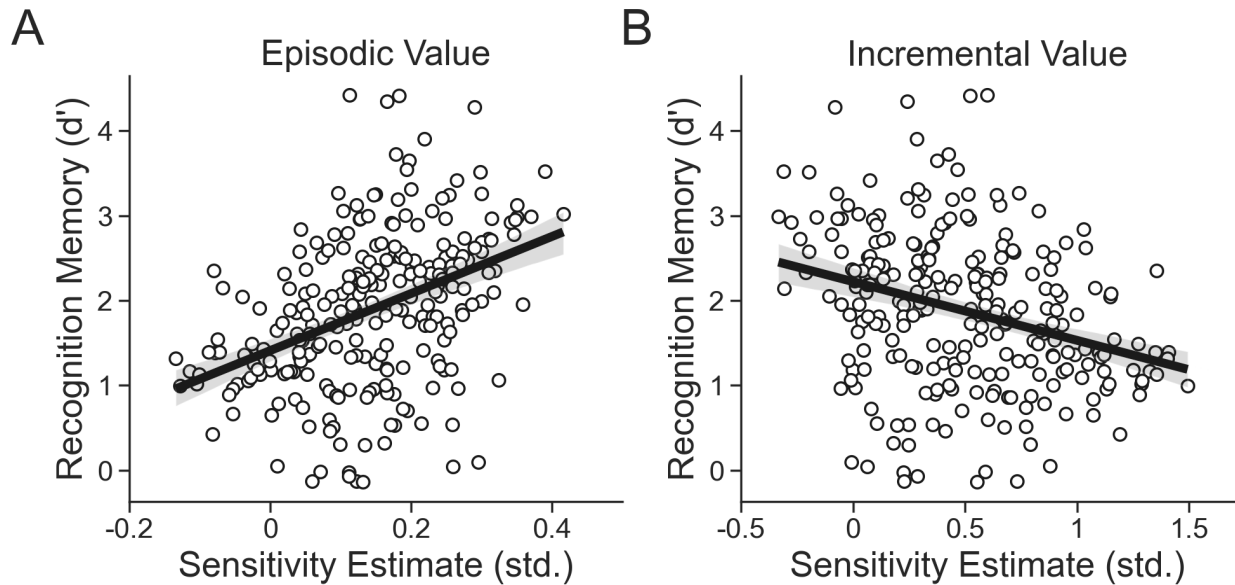 A
Episodic Value
Recognition Memory (d')
4
3
2
1
0
-0.2
0
0.2
0.4
Sensitivity Estimate (std.)
B
Incremental Value
Recognition Memory (d')
4
3
2
1
0
-0.5
0
0.5
1
1.5
Sensitivity Estimate (std.)